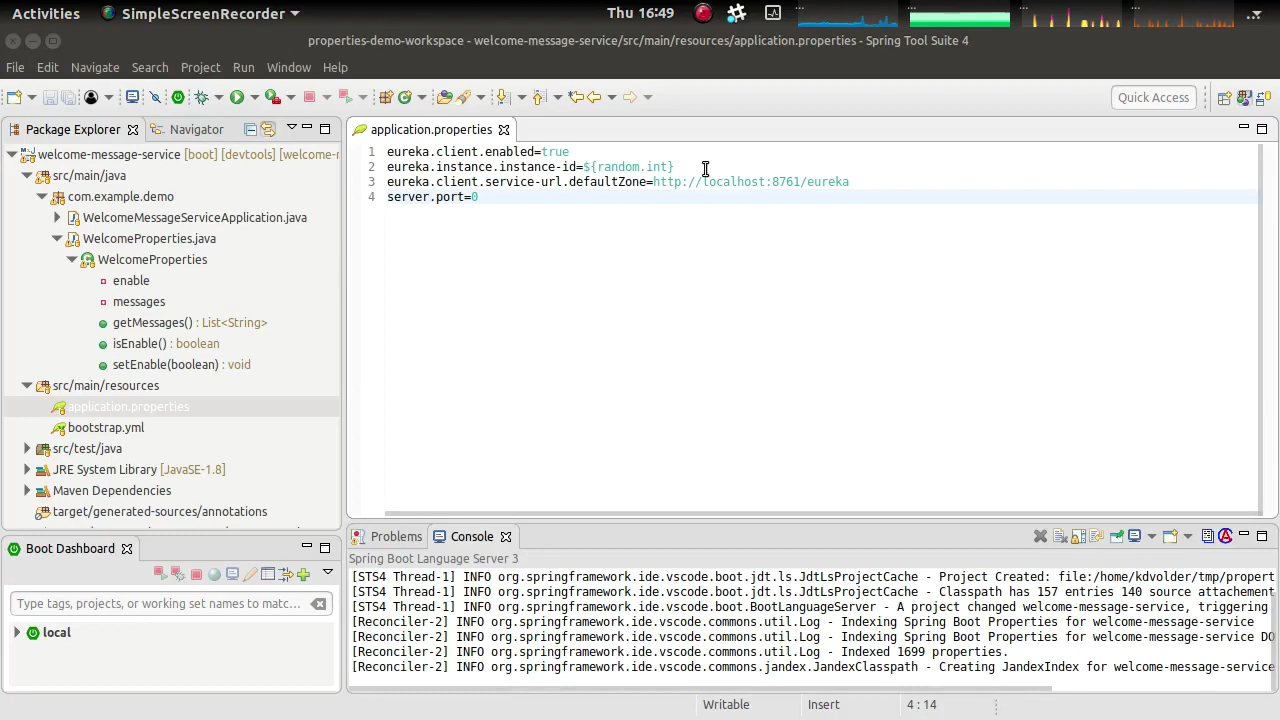 Activities
SimpleScreenRecorder
Thu 16:49
properties-demo-workspace - welcome-message-service/src/main/resources/application.properties - Spring Tool Suite 4
File Edit Navigate Search Project Run Window Help
Quick Access
Package Explorer
Navigator
welcome-message-service [boot] [devtools] [welcome-r
src/main/java
com.example.demo
WelcomeMessageServiceApplication.java
WelcomeProperties.java
WelcomeProperties
enable
messages
getMessages() : List<String>
isEnable() : boolean
setEnable(boolean) : void
src/main/resources
application.properties
bootstrap.yml
src/test/java
JRE System Library [JavaSE-1.8]
Maven Dependencies
target/generated-sources/annotations
application.properties
1 eureka.client.enabled=true
2 eureka.instance.instance-id=${random.int}
3 eureka.client.service-url.defaultZone=http://localhost:8761/eureka
4 server.port=0
Boot Dashboard
Type tags, projects, or working set names to matc...
local
Problems
Console
Spring Boot Language Server 3
[STS4 Thread-1] INFO org.springframework.ide.vscode.boot.jdt.ls.JdtLsProjectCache - Project Created: file:/home/kdvolder/tmp/propert
[STS4 Thread-1] INFO org.springframework.ide.vscode.boot.jdt.ls.JdtLsProjectCache - Classpath has 157 entries 140 source attachement
[STS4 Thread-1] INFO org.springframework.ide.vscode.boot.BootLanguageServer - A project changed welcome-message-service, triggering
[Reconciler-2] INFO org.springframework.ide.vscode.commons.util.Log - Indexing Spring Boot Properties for welcome-message-service
[Reconciler-2] INFO org.springframework.ide.vscode.commons.util.Log - Indexing Spring Boot Properties for welcome-message-service DO
[Reconciler-2] INFO org.springframework.ide.vscode.commons.util.Log - Indexed 1699 properties.
[Reconciler-2] INFO org.springframework.ide.vscode.commons.jandex.JandexClasspath - Creating JandexIndex for welcome-message-service
Writable
Insert
4 : 14